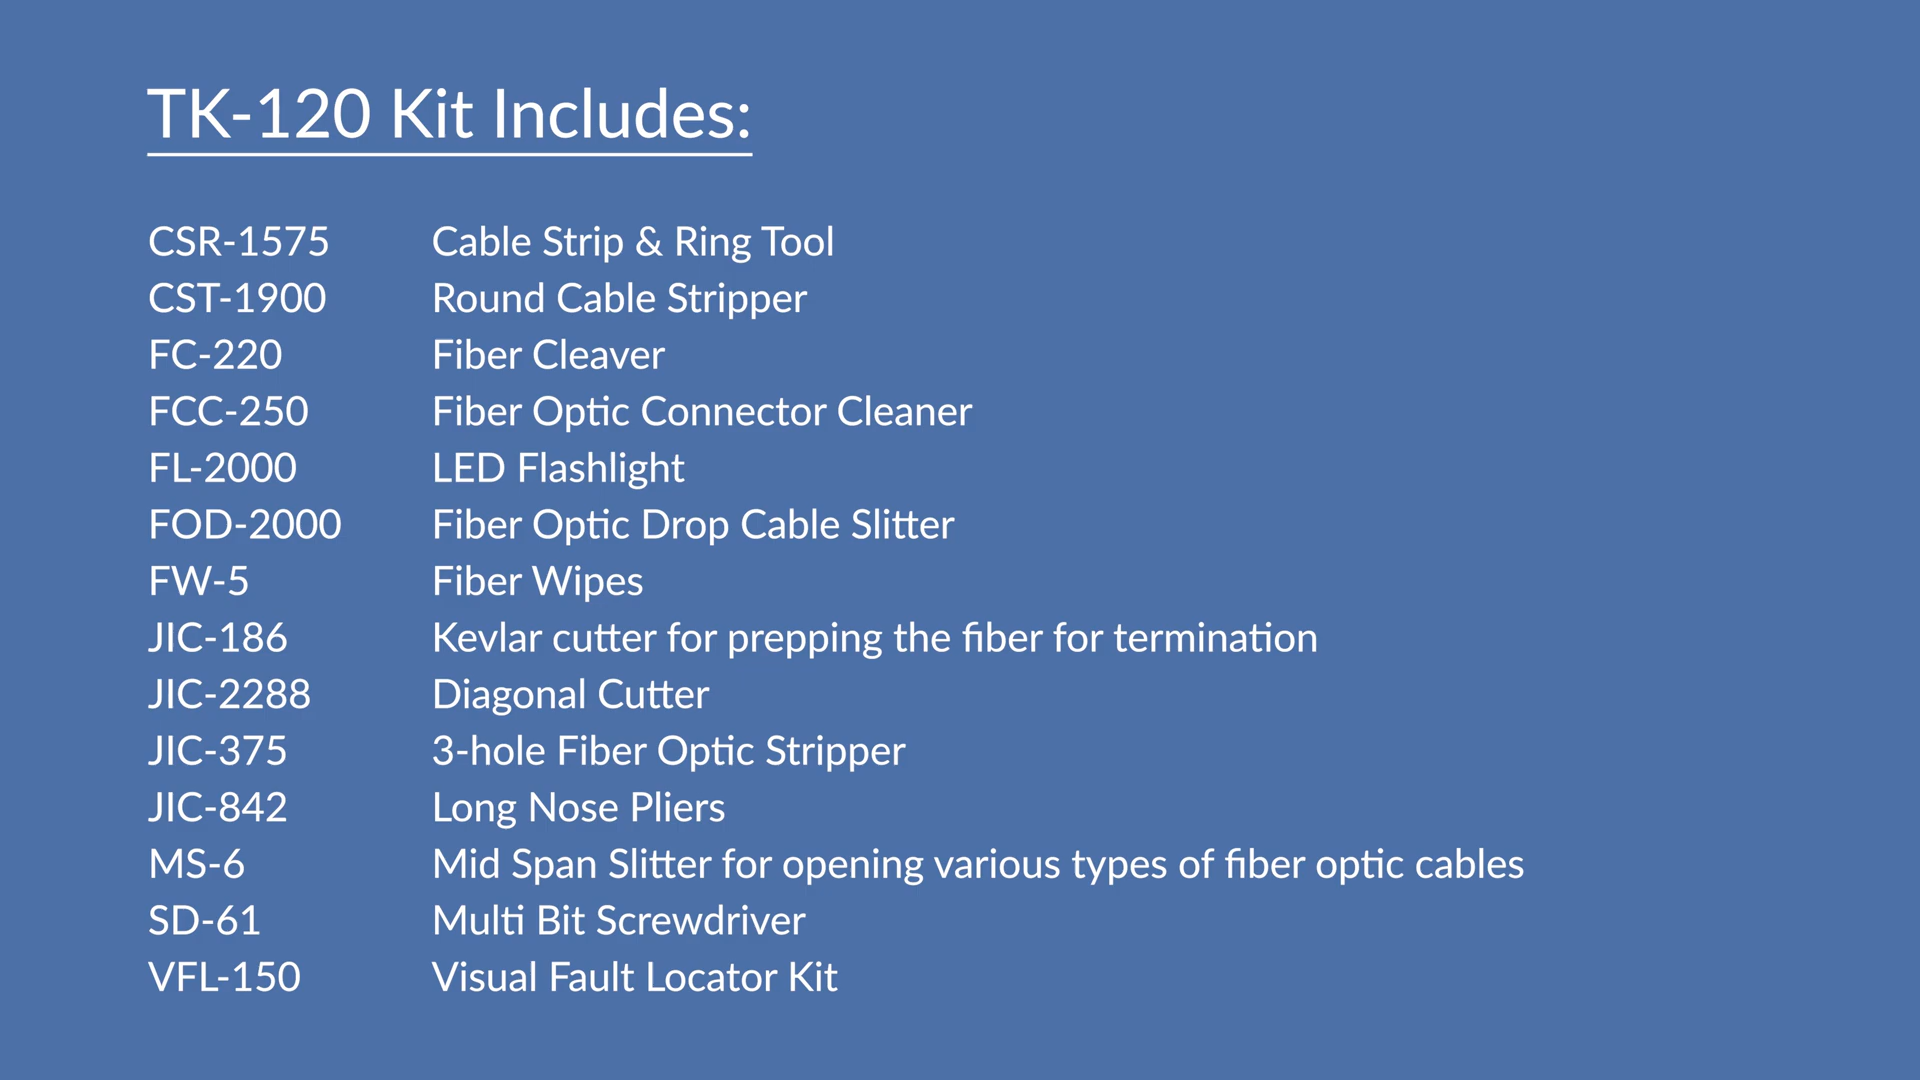 TK-120 Kit Includes:
CSR-1575 Cable Strip & Ring Tool
CST-1900 Round Cable Stripper
FC-220 Fiber Cleaver
FCC-250 Fiber Optic Connector Cleaner
FL-2000 LED Flashlight
FOD-2000 Fiber Optic Drop Cable Slitter
FW-5 Fiber Wipes
JIC-186 Kevlar cutter for prepping the fiber for termination
JIC-2288 Diagonal Cutter
JIC-375 3-hole Fiber Optic Stripper
JIC-842 Long Nose Pliers
MS-6 Mid Span Slitter for opening various types of fiber optic cables
SD-61 Multi Bit Screwdriver
VFL-150 Visual Fault Locator Kit